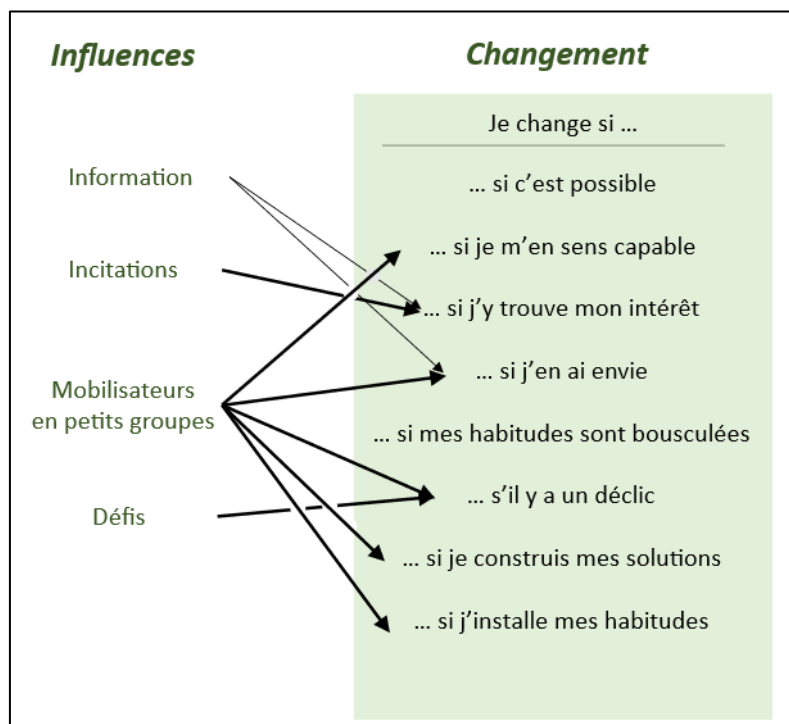 Influences
Changement
Je change si …
Information
… si c’est possible
… si je m’en sens capable
Incitations
… si j’y trouve mon intérêt
… si j’en ai envie
Mobilisateurs
en petits groupes
… si mes habitudes sont bousculées
… s’il y a un déclic
Défis
… si je construis mes solutions
… si j’installe mes habitudes